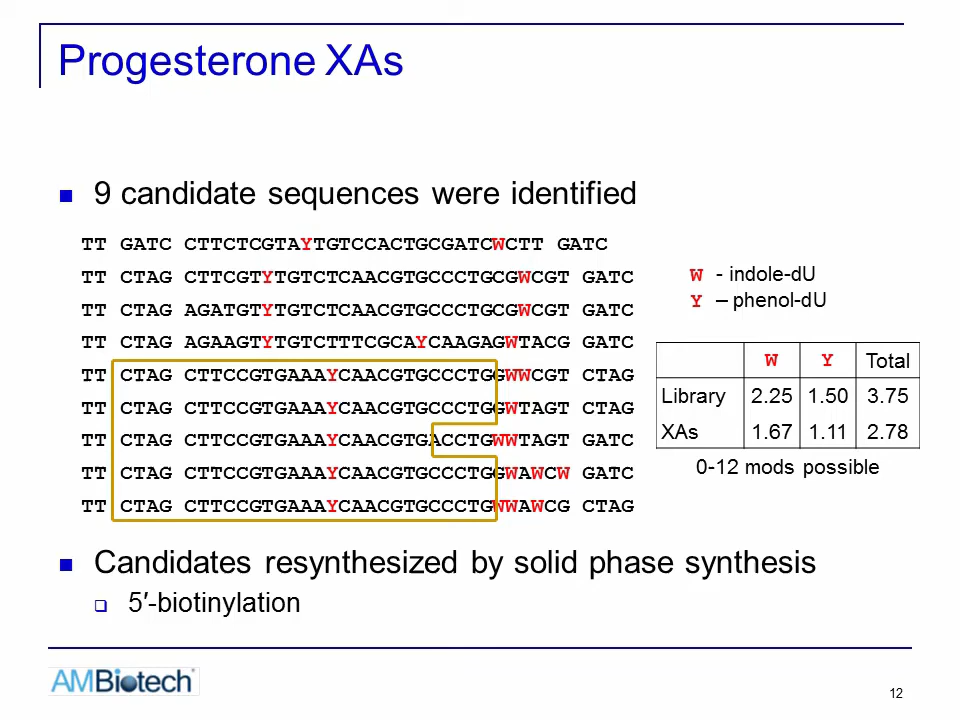 Progesterone XAs
9 candidate sequences were identified
TT GATC CTTCTCGTAYTGTCCACTGCGATCWCTT GATC
TT CTAG CTTCGTYTGTCTCAACGTGCCCTGCGWCGT GATC
TT CTAG AGATGTYTGTCTCAACGTGCCCTGCGWCGT GATC
TT CTAG AGAAGTYTGTCTTTCGCAYCAAGAGWTACG GATC
TT CTAG CTTCCGTGAAAYCAACGTGCCCTGGWWCGT CTAG
TT CTAG CTTCCGTGAAAYCAACGTGCCCTGGWTAGT CTAG
TT CTAG CTTCCGTGAAAYCAACGTGACCTGWWTAGT GATC
TT CTAG CTTCCGTGAAAYCAACGTGCCCTGGWAWCW GATC
TT CTAG CTTCCGTGAAAYCAACGTGCCCTGWWAWCG CTAG
W - indole-dU
Y – phenol-dU
W Y Total
Library 2.25 1.50 3.75
XAs 1.67 1.11 2.78
0-12 mods possible
Candidates resynthesized by solid phase synthesis
5′-biotinylation
AMBiotech
12